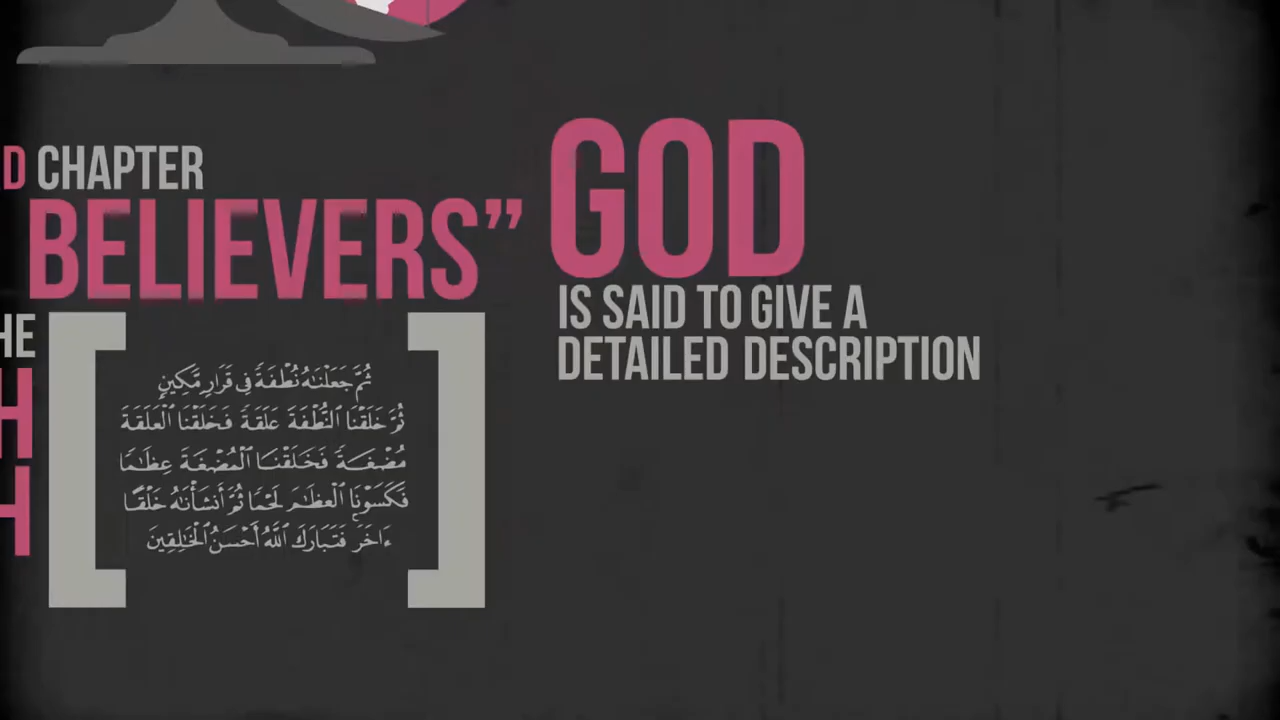 D CHAPTER
BELIEVERS”
HE
H
H
ثُمَّ جَعَلْنَٰهُ نُطْفَةً فِى قَرَارٍ مَّكِينٍ
ثُمَّ خَلَقْنَا ٱلنُّطْفَةَ عَلَقَةً فَخَلَقْنَا ٱلْعَلَقَةَ
مُضْغَةً فَخَلَقْنَا ٱلْمُضْغَةَ عِظَٰمًا
فَكَسَوْنَا ٱلْعِظَٰمَ لَحْمًا ثُمَّ أَنشَأْنَٰهُ خَلْقًا
ءَاخَرَ فَتَبَارَكَ ٱللَّهُ أَحْسَنُ ٱلْخَٰلِقِينَ
GOD
IS SAID TO GIVE A
DETAILED DESCRIPTION